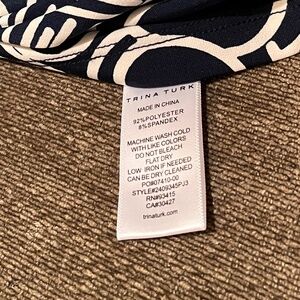 TRINA TURK
MADE IN CHINA
92%POLYESTER
8%SPANDEX
MACHINE WASH COLD
WITH LIKE COLORS
DO NOT BLEACH
FLAT DRY
LOW IRON IF NEEDED
CAN BE DRY CLEANED
PO#07410-00
STYLE#2409345PJ3
RN#93415
CA#30427
trinaturk.com